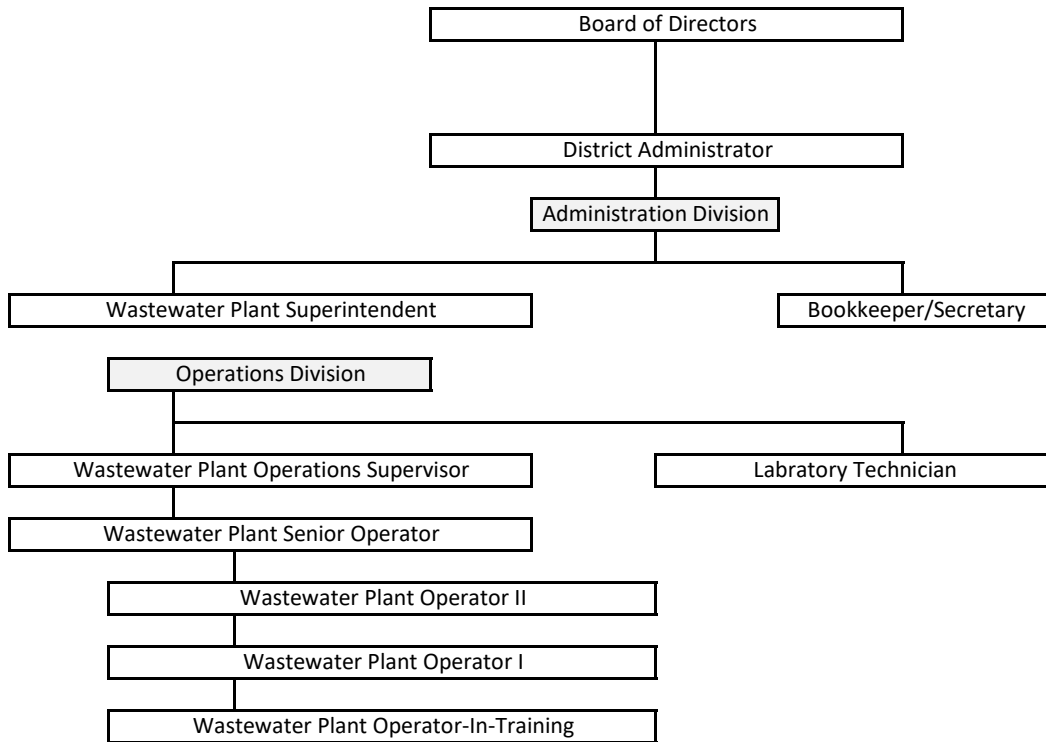 Board of Directors
District Administrator
Administration Division
Wastewater Plant Superintendent
Bookkeeper/Secretary
Operations Division
Wastewater Plant Operations Supervisor
Labratory Technician
Wastewater Plant Senior Operator
Wastewater Plant Operator II
Wastewater Plant Operator I
Wastewater Plant Operator-In-Training